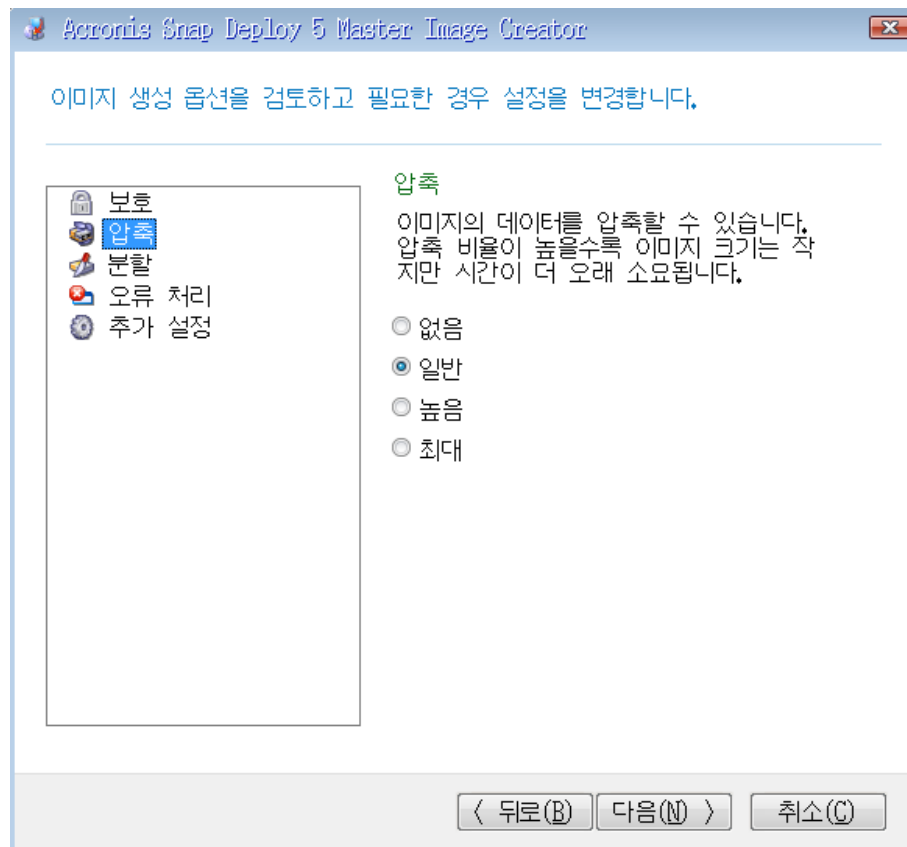 Acronis Snap Deploy 5 Master Image Creator
이미지 생성 옵션을 검토하고 필요한 경우 설정을 변경합니다.
보호
압축
분할
오류 처리
추가 설정
압축
이미지의 데이터를 압축할 수 있습니다.
압축 비율이 높을수록 이미지 크기는 작
지만 시간이 더 오래 소요됩니다.
없음
일반
높음
최대
< 뒤로(B)
다음(N) >
취소(C)